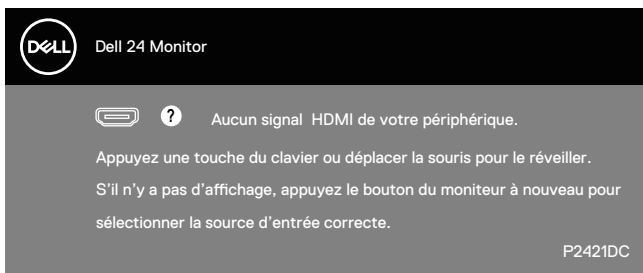 DELL Dell 24 Monitor
? Aucun signal HDMI de votre périphérique.
Appuyez une touche du clavier ou déplacer la souris pour le réveiller.
S'il n'y a pas d'affichage, appuyez le bouton du moniteur à nouveau pour
sélectionner la source d'entrée correcte.
P2421DC